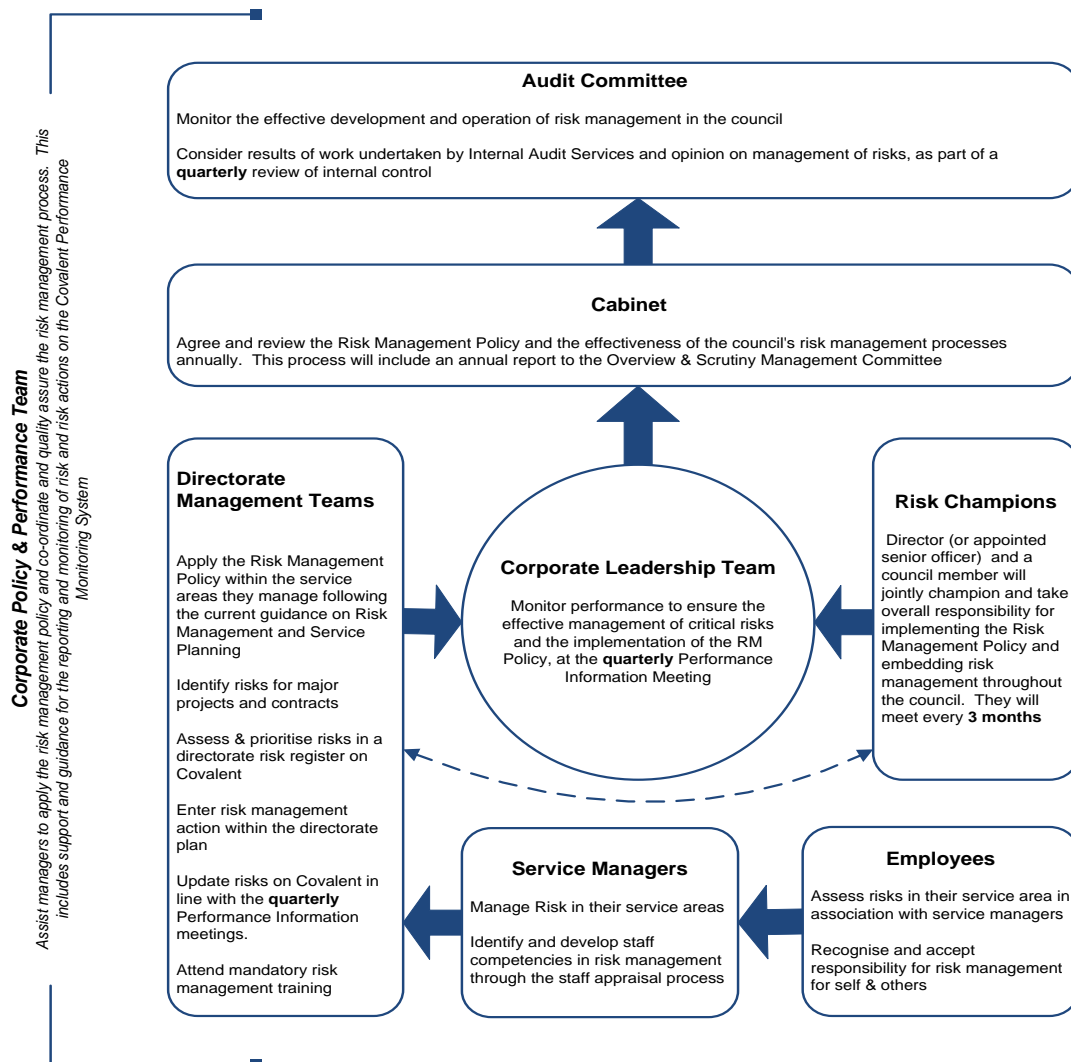 Corporate Policy & Performance Team
Assist managers to apply the risk management policy and co-ordinate and quality assure the risk management process.  This
includes support and guidance for the reporting and monitoring of risk and risk actions on the Covalent Performance
Monitoring System
Audit Committee
Monitor the effective development and operation of risk management in the council
Consider results of work undertaken by Internal Audit Services and opinion on management of risks, as part of a
quarterly review of internal control
Cabinet
Agree and review the Risk Management Policy and the effectiveness of the council's risk management processes
annually.  This process will include an annual report to the Overview & Scrutiny Management Committee
Directorate
Management Teams
Apply the Risk Management
Policy within the service
areas they manage following
the current guidance on Risk
Management and Service
Planning
Identify risks for major
projects and contracts
Assess & prioritise risks in a
directorate risk register on
Covalent
Enter risk management
action within the directorate
plan
Update risks on Covalent in
line with the quarterly
Performance Information
meetings.
Attend mandatory risk
management training
Corporate Leadership Team
Monitor performance to ensure the
effective management of critical risks
and the implementation of the RM
Policy, at the quarterly Performance
Information Meeting
Risk Champions
Director (or appointed
senior officer)  and a
council member will
jointly champion and take
overall responsibility for
implementing the Risk
Management Policy and
embedding risk
management throughout
the council.  They will
meet every 3 months
Service Managers
Manage Risk in their service areas
Identify and develop staff
competencies in risk management
through the staff appraisal process
Employees
Assess risks in their service area in
association with service managers
Recognise and accept
responsibility for risk management
for self & others